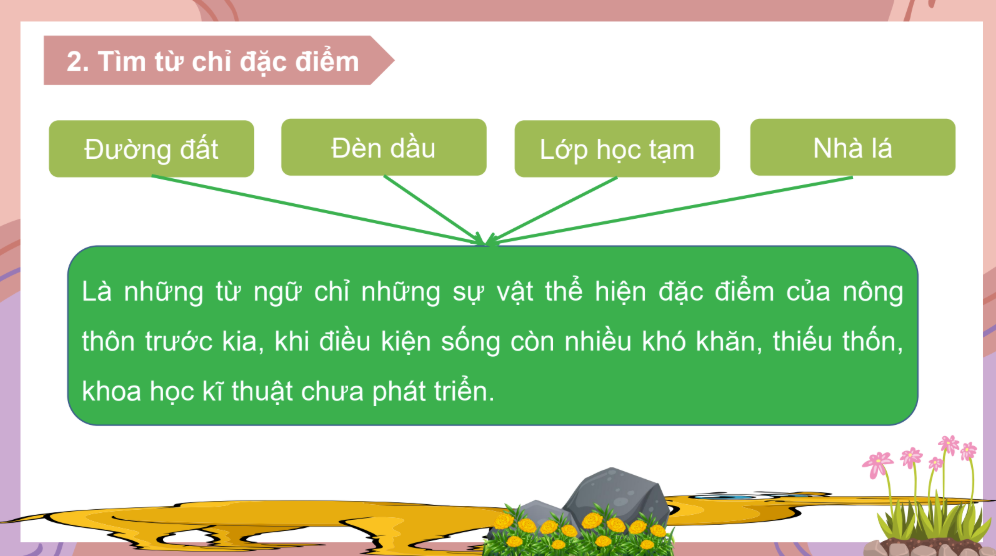 2. Tìm từ chỉ đặc điểm
Đường đất
Đèn dầu
Lớp học tạm
Nhà lá
Là những từ ngữ chỉ những sự vật thể hiện đặc điểm của nông
thôn trước kia, khi điều kiện sống còn nhiều khó khăn, thiếu thốn,
khoa học kĩ thuật chưa phát triển.